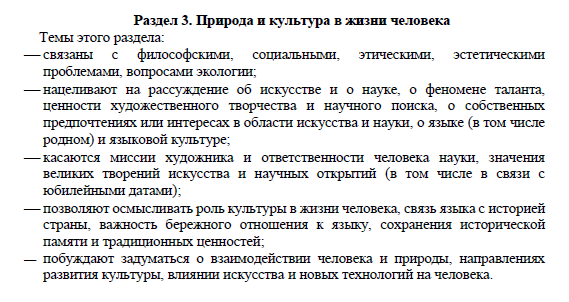 Раздел 3. Природа и культура в жизни человека
Темы этого раздела:
— связаны с философскими, социальными, этическими, эстетическими
проблемами, вопросами экологии;
— нацеливают на рассуждение об искусстве и о науке, о феномене таланта,
ценности художественного творчества и научного поиска, о собственных
предпочтениях или интересах в области искусства и науки, о языке (в том числе
родном) и языковой культуре;
— касаются миссии художника и ответственности человека науки, значения
великих творений искусства и научных открытий (в том числе в связи с
юбилейными датами);
— позволяют осмысливать роль культуры в жизни человека, связь языка с историей
страны, важность бережного отношения к языку, сохранения исторической
памяти и традиционных ценностей;
— побуждают задуматься о взаимодействии человека и природы, направлениях
развития культуры, влиянии искусства и новых технологий на человека.